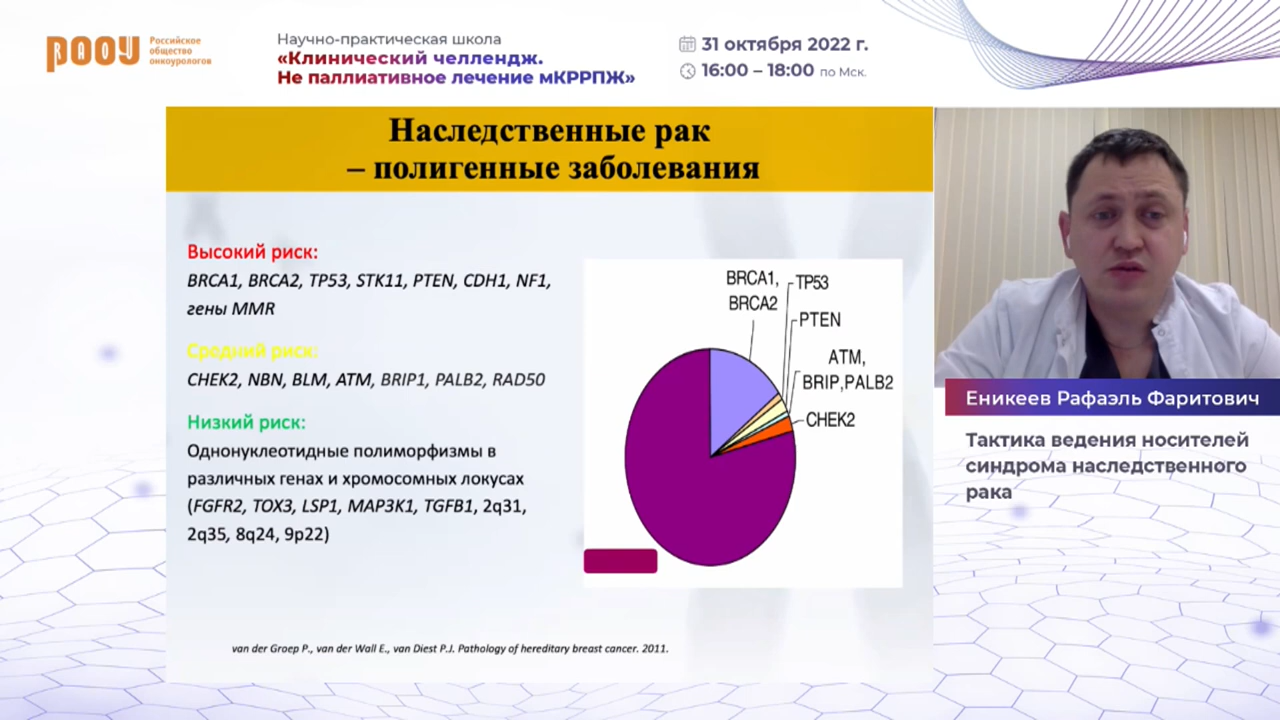 РАОУ
Российское
общество
онкоурологов
Научно-практическая школа
«Клинический челлендж.
Не паллиативное лечение мКРРПЖ»
31 октября 2022 г.
16:00 – 18:00 по Мск.
Наследственные рак
– полигенные заболевания
Высокий риск:
BRCA1, BRCA2, TP53, STK11, PTEN, CDH1, NF1,
гены MMR
Средний риск:
CHEK2, NBN, BLM, ATM, BRIP1, PALB2, RAD50
Низкий риск:
Однонуклеотидные полиморфизмы в
различных генах и хромосомных локусах
(FGFR2, TOX3, LSP1, MAP3K1, TGFB1, 2q31,
2q35, 8q24, 9p22)
BRCA1,
BRCA2
TP53
PTEN
ATM,
BRIP,PALB2
CHEK2
van der Groep P., van der Wall E., van Diest P.J. Pathology of hereditary breast cancer. 2011.
Еникеев Рафаэль Фаритович
Тактика ведения носителей
синдрома наследственного
рака